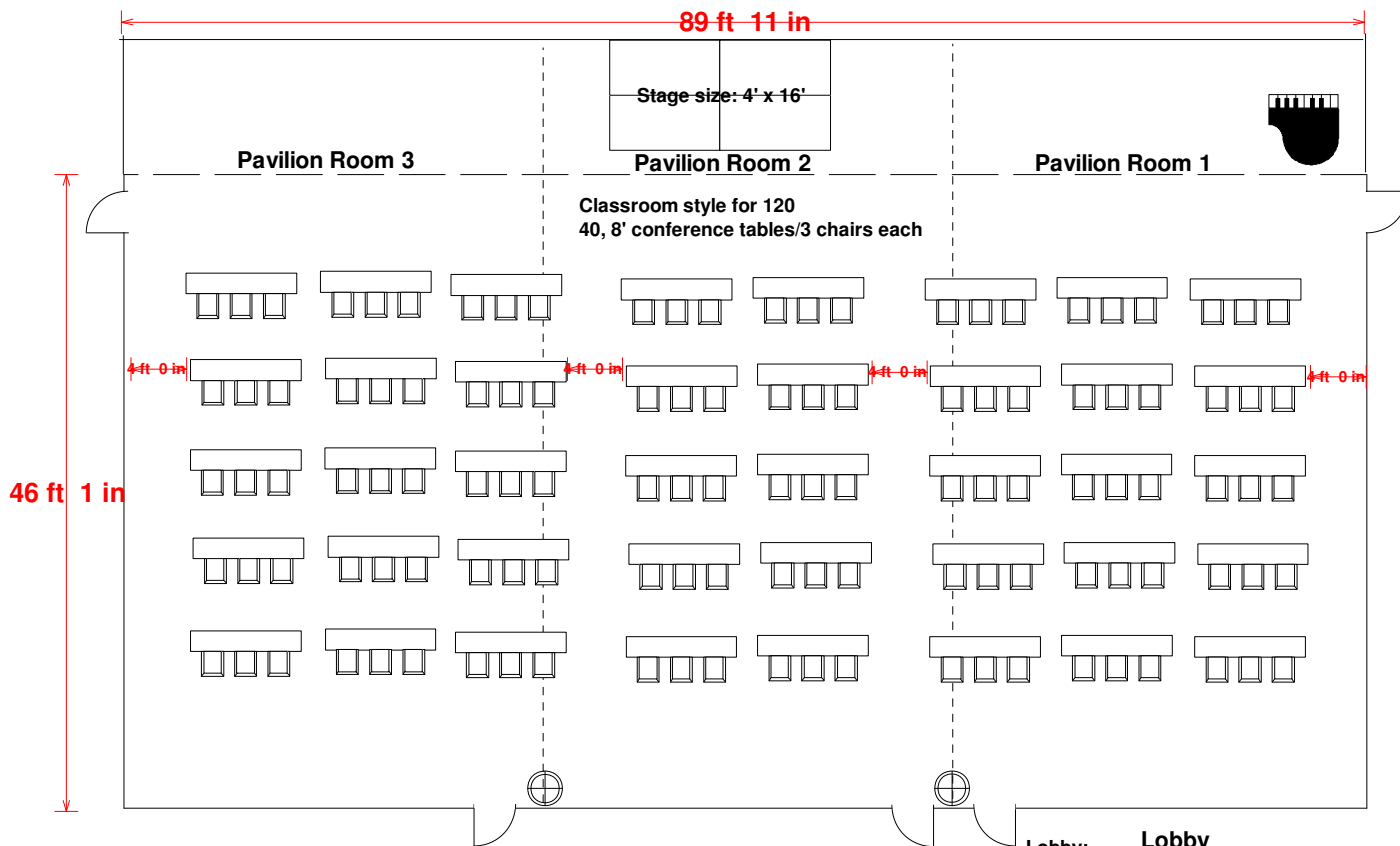 89 ft 11 in
Stage size: 4' x 16'
Pavilion Room 3
Pavilion Room 2
Pavilion Room 1
Classroom style for 120
40, 8' conference tables/3 chairs each
4 ft 0 in
4 ft 0 in
4 ft 0 in
4 ft 0 in
46 ft 1 in
Lobby:
Lobby